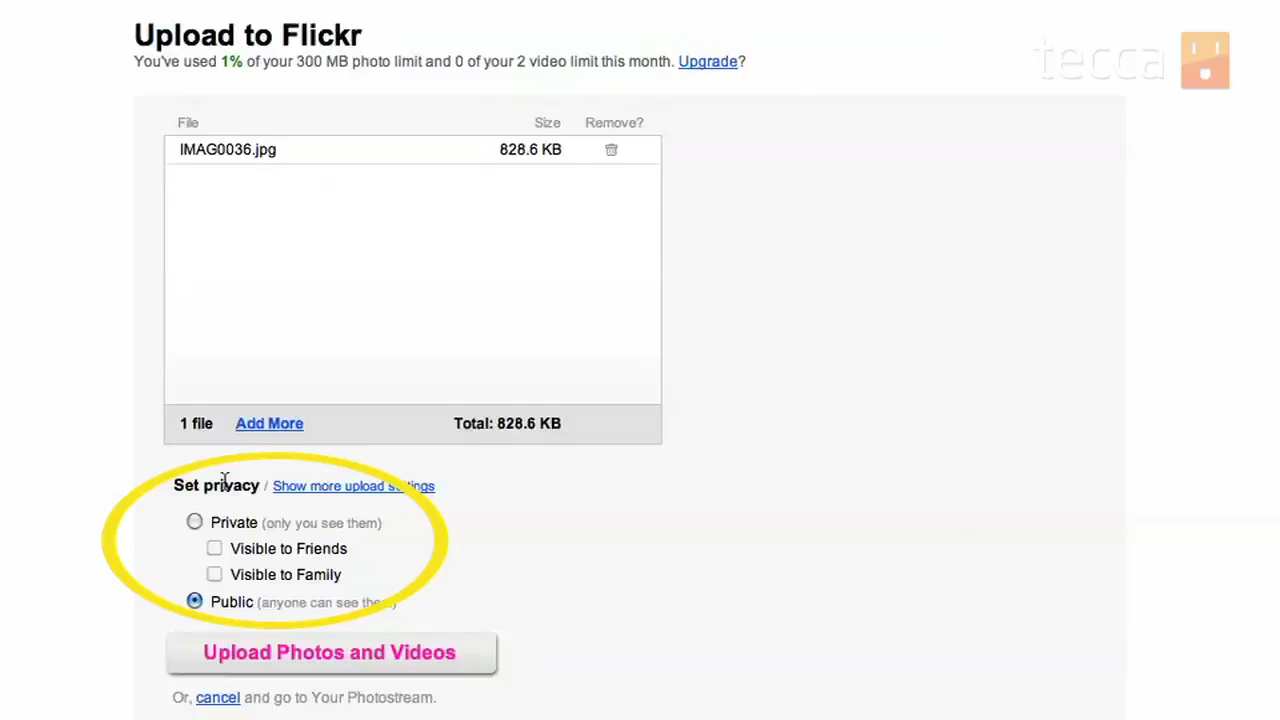 Upload to Flickr
You've used 1% of your 300 MB photo limit and 0 of your 2 video limit this month. Upgrade?
tecca
File Size Remove?
IMAG0036.jpg 828.6 KB
1 file Add More Total: 828.6 KB
Set privacy / Show more upload settings
Private (only you see them)
Visible to Friends
Visible to Family
Public (anyone can see them)
Upload Photos and Videos
Or, cancel and go to Your Photostream.